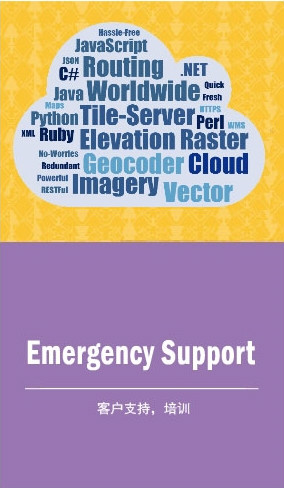 Hassle-Free
JavaScript
JSON
C# Routing .NET
Java Worldwide Quick
Fresh
Maps
Python Tile-Server HTTPS
Perl WMS
XML Ruby Elevation Raster
No-Worries
Redundant Geocoder Cloud
Powerful
RESTful Imagery Vector
Emergency Support
客户支持，培训